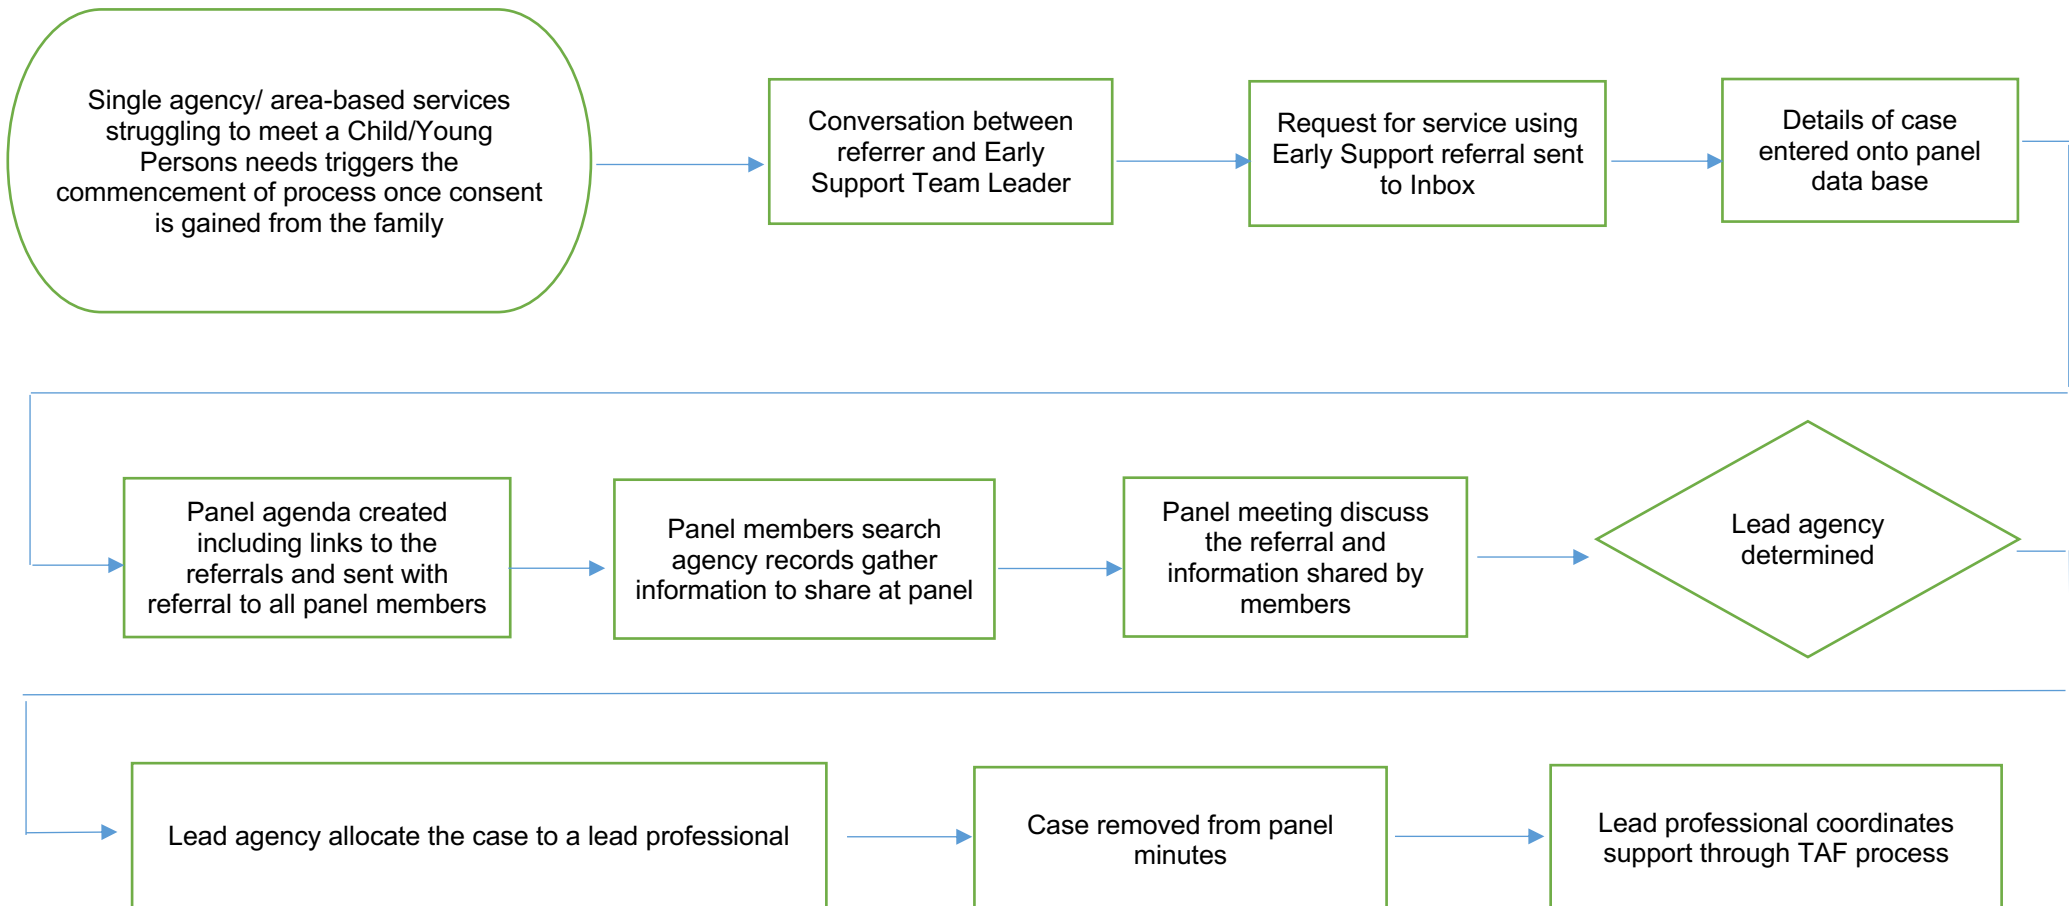 Single agency/ area-based services
struggling to meet a Child/Young
Persons needs triggers the
commencement of process once consent
is gained from the family
Conversation between
referrer and Early
Support Team Leader
Request for service using
Early Support referral sent
to Inbox
Details of case
entered onto panel
data base
Panel agenda created
including links to the
referrals and sent with
referral to all panel members
Panel members search
agency records gather
information to share at panel
Panel meeting discuss
the referral and
information shared by
members
Lead agency
determined
Lead agency allocate the case to a lead professional
Case removed from panel
minutes
Lead professional coordinates
support through TAF process